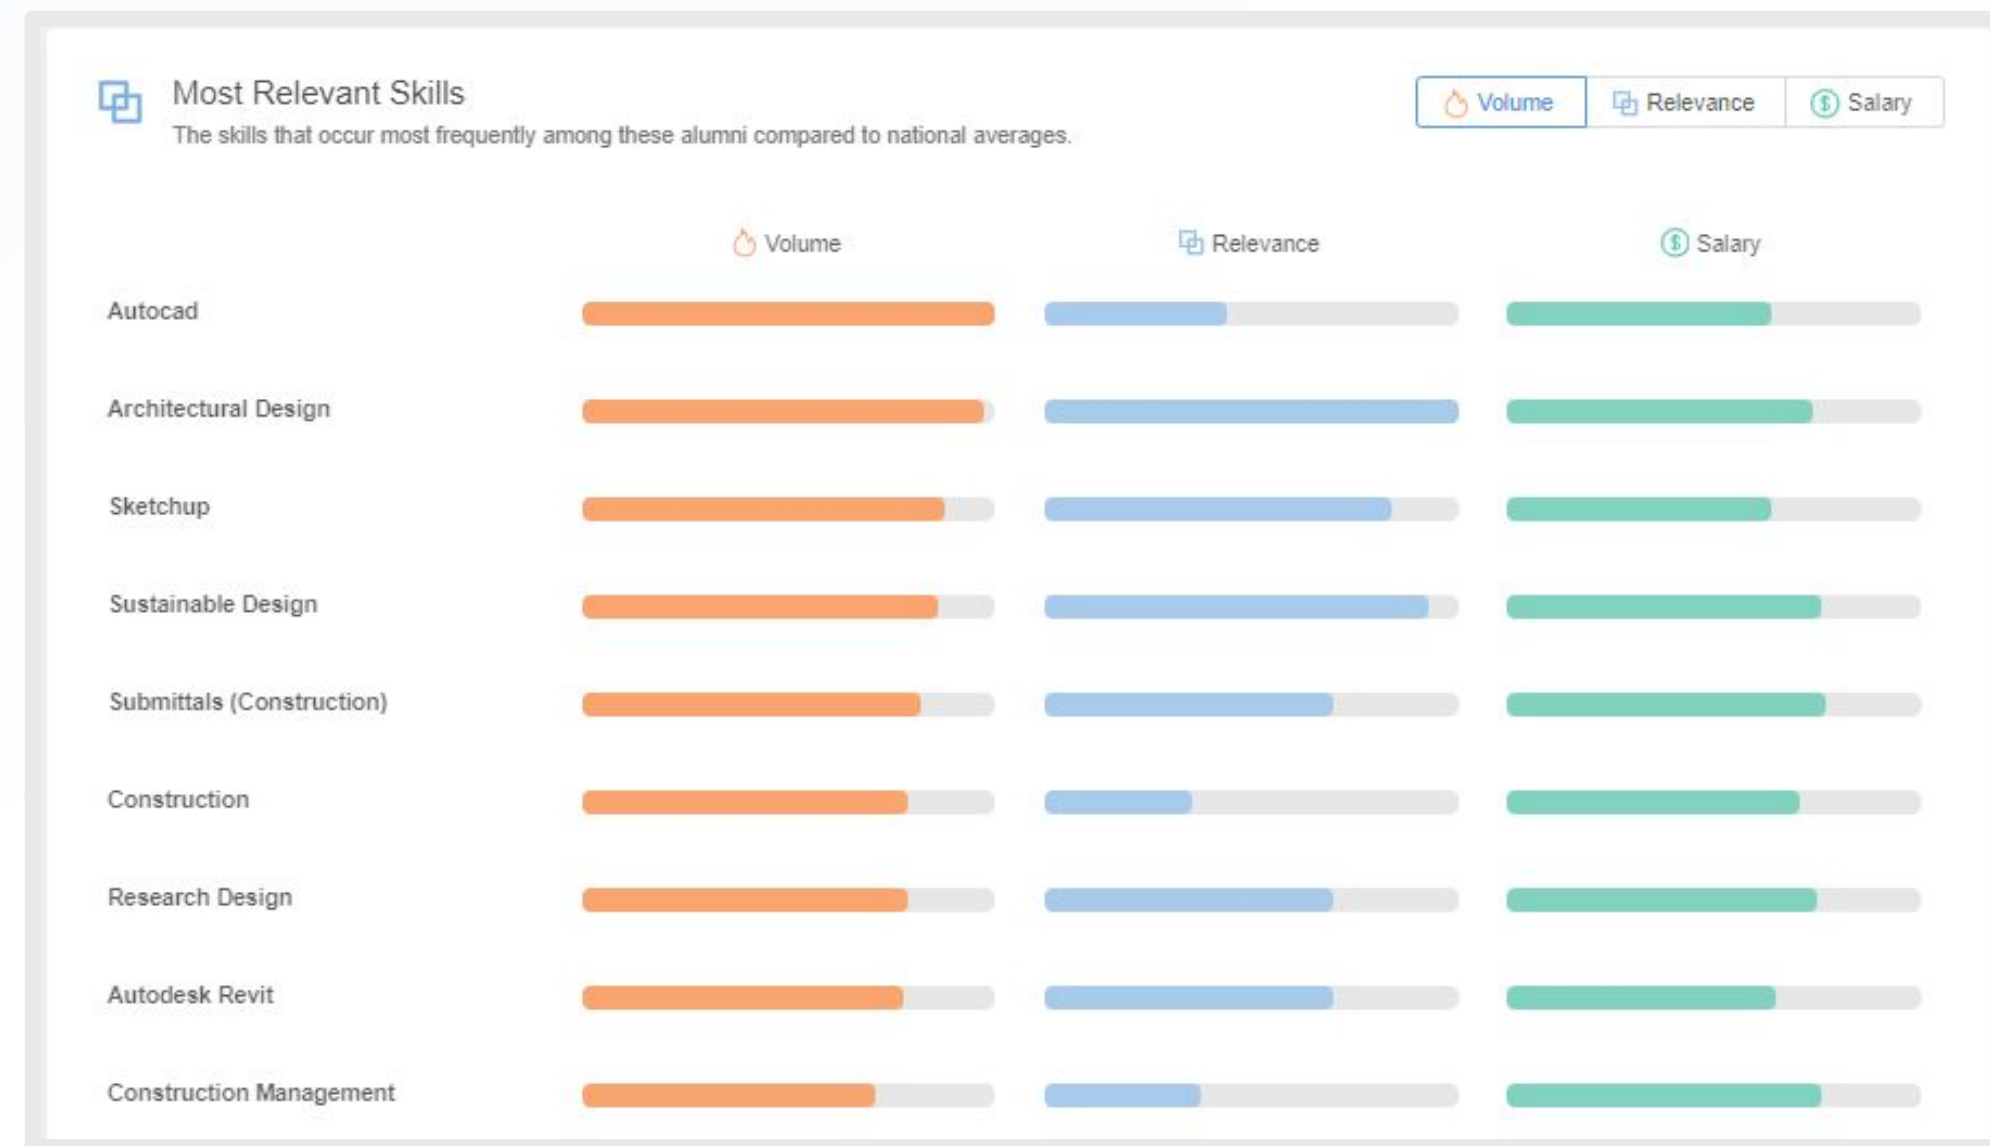 Most Relevant Skills
The skills that occur most frequently among these alumni compared to national averages.
Volume
Relevance
Salary
Volume
Relevance
Salary
Autocad
Architectural Design
Sketchup
Sustainable Design
Submittals (Construction)
Construction
Research Design
Autodesk Revit
Construction Management